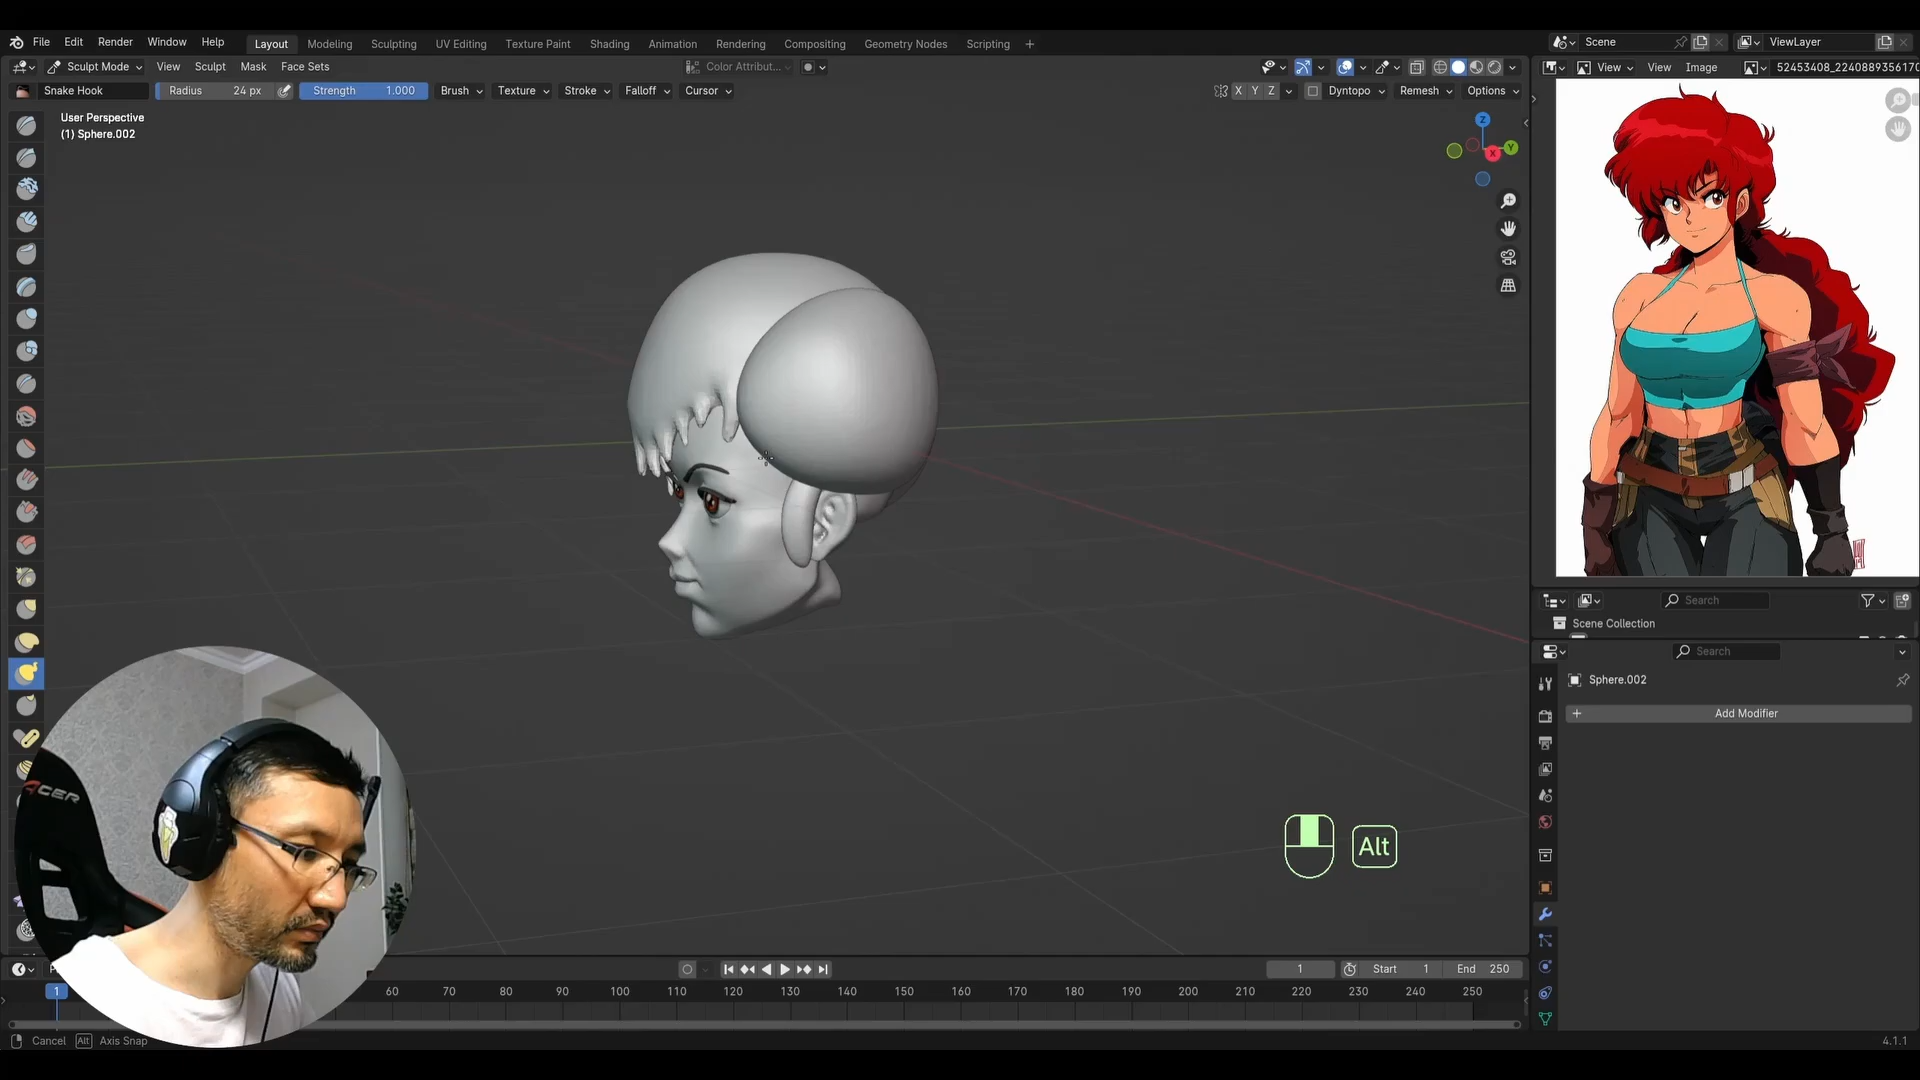 File Edit Render Window Help Layout Modeling Sculpting UV Editing Texture Paint Shading Animation Rendering Compositing Geometry Nodes Scripting + Scene ViewLayer
Sculpt Mode View Sculpt Mask Face Sets Color Attribut... View View Image 52453408_2240889356170
Snake Hook Radius 24 px Strength 1.000 Brush Texture Stroke Falloff Cursor X Y Z Dyntopo Remesh Options
User Perspective
(1) Sphere.002
Z
Y
X
Search
Scene Collection
Search
Sphere.002
+ Add Modifier
Alt
ACER
1 Start 1 End 250
1 60 70 80 90 100 110 120 130 140 150 160 170 180 190 200 210 220 230 240 250
Cancel Alt Axis Snap 4.1.1